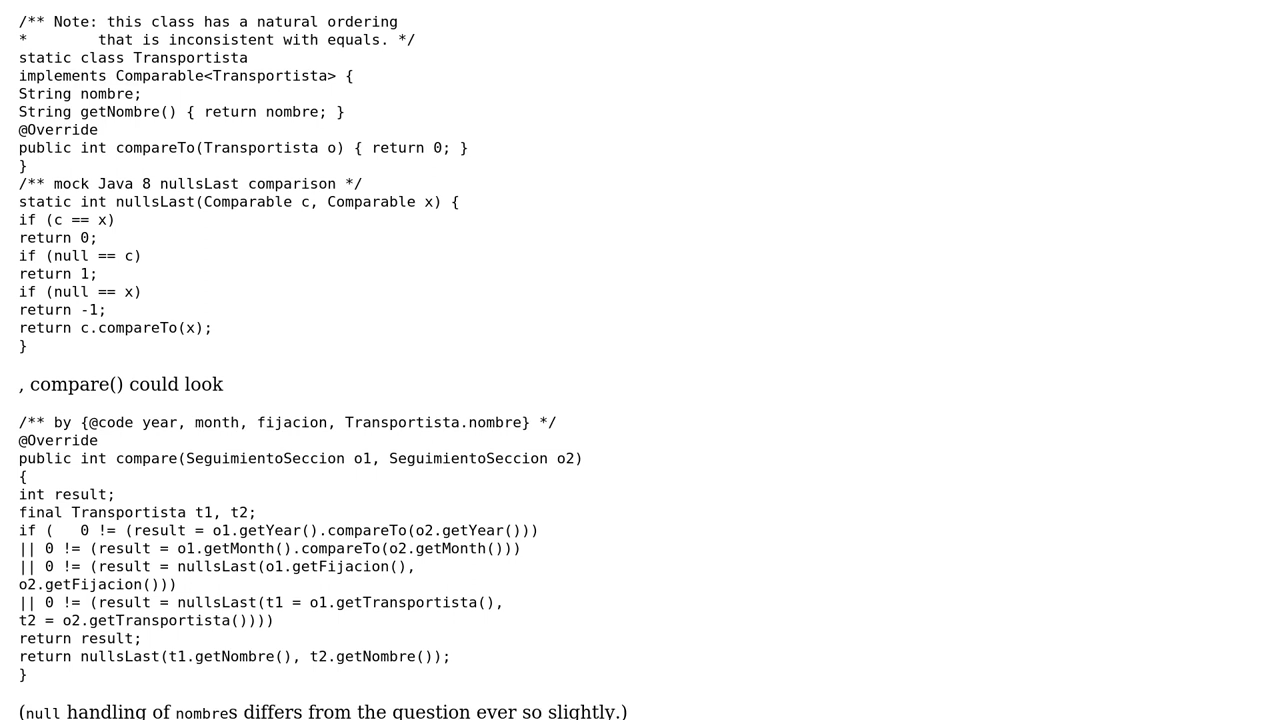 /** Note: this class has a natural ordering
*        that is inconsistent with equals. */
static class Transportista
implements Comparable<Transportista> {
String nombre;
String getNombre() { return nombre; }
@Override
public int compareTo(Transportista o) { return 0; }
}
/** mock Java 8 nullsLast comparison */
static int nullsLast(Comparable c, Comparable x) {
if (c == x)
return 0;
if (null == c)
return 1;
if (null == x)
return -1;
return c.compareTo(x);
}
, compare() could look
/** by {@code year, month, fijacion, Transportista.nombre} */
@Override
public int compare(SeguimientoSeccion o1, SeguimientoSeccion o2)
{
int result;
final Transportista t1, t2;
if (   0 != (result = o1.getYear().compareTo(o2.getYear()))
|| 0 != (result = o1.getMonth().compareTo(o2.getMonth()))
|| 0 != (result = nullsLast(o1.getFijacion(),
o2.getFijacion()))
|| 0 != (result = nullsLast(t1 = o1.getTransportista(),
t2 = o2.getTransportista())))
return result;
return nullsLast(t1.getNombre(), t2.getNombre());
}
(null handling of nombres differs from the question ever so slightly.)